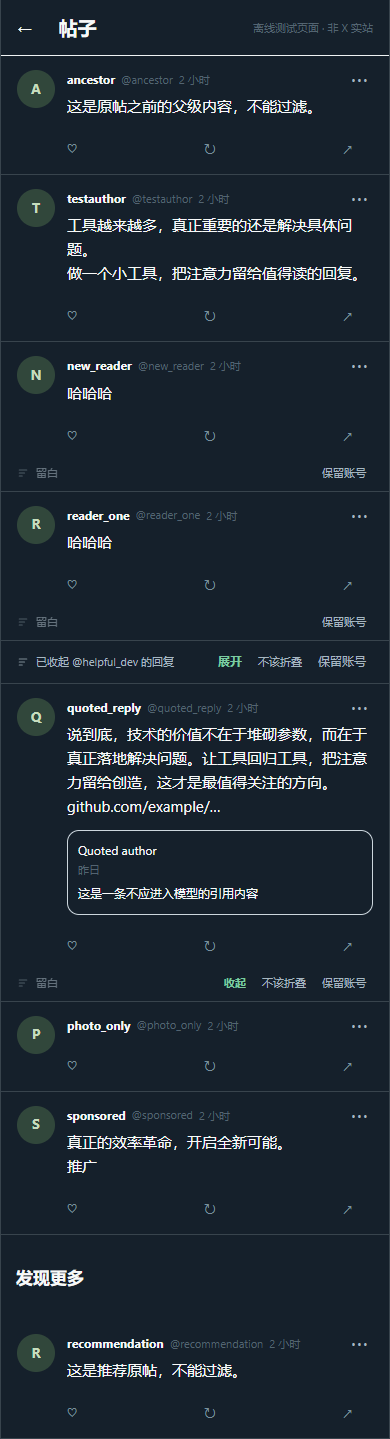 ← 帖子 离线测试页面 · 非 X 实站
A ancestor @ancestor 2 小时 ···
这是原帖之前的父级内容，不能过滤。
♡ ↻ ↗
T testauthor @testauthor 2 小时 ···
工具越来越多，真正重要的还是解决具体问
题。
做一个小工具，把注意力留给值得读的回复。
♡ ↻ ↗
N new_reader @new_reader 2 小时 ···
哈哈哈
♡ ↻ ↗
留白 保留账号
R reader_one @reader_one 2 小时 ···
哈哈哈
♡ ↻ ↗
留白 保留账号
已收起 @helpful_dev 的回复 展开 不该折叠 保留账号
Q quoted_reply @quoted_reply 2 小时 ···
说到底，技术的价值不在于堆砌参数，而在于
真正落地解决问题。让工具回归工具，把注意
力留给创造，这才是最值得关注的方向。
github.com/example/...
Quoted author
昨日
这是一条不应进入模型的引用内容
♡ ↻ ↗
留白 收起 不该折叠 保留账号
P photo_only @photo_only 2 小时 ···
♡ ↻ ↗
S sponsored @sponsored 2 小时 ···
真正的效率革命，开启全新可能。
推广
♡ ↻ ↗
发现更多
R recommendation @recommendation 2 小时 ···
这是推荐原帖，不能过滤。
♡ ↻ ↗